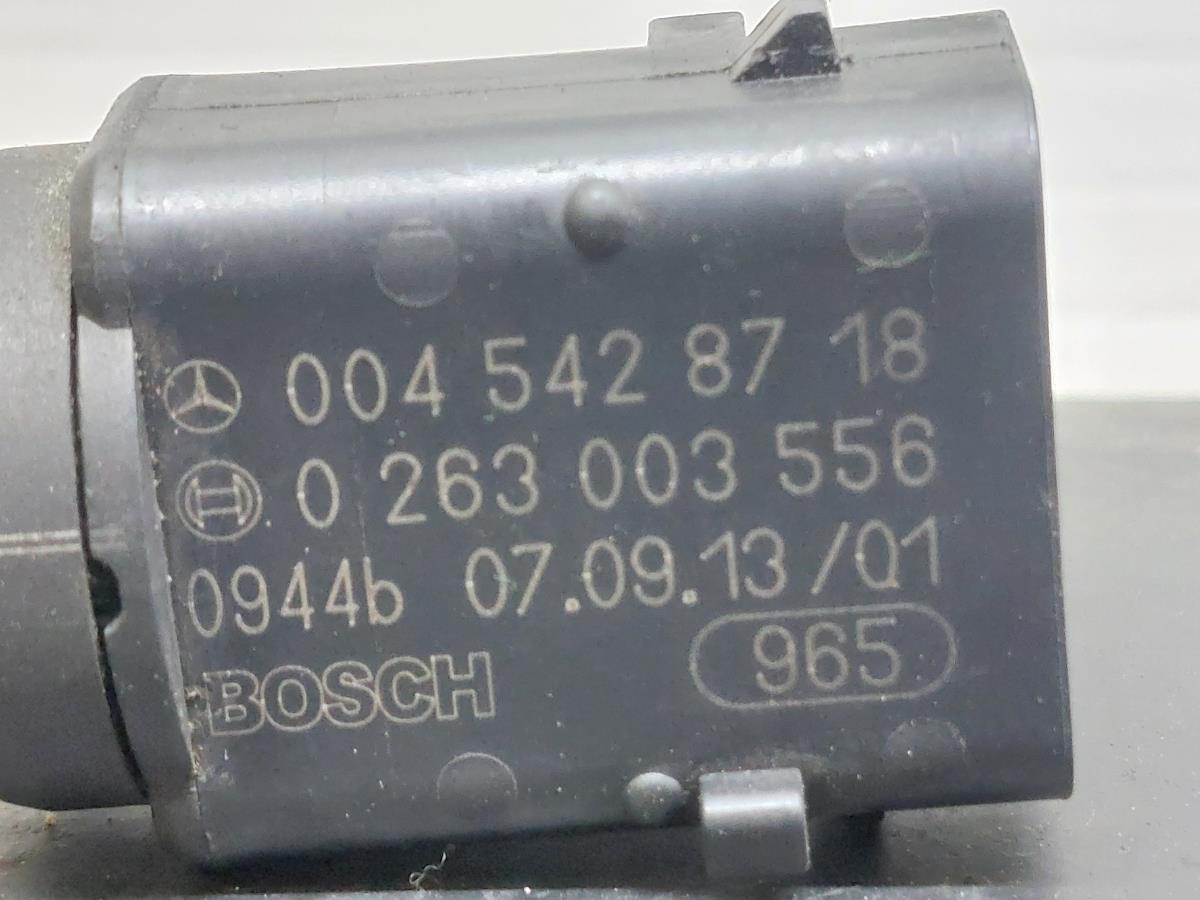 004 542 87 18
0 263 003 556
0944b 07.09.13/01
BOSCH 965